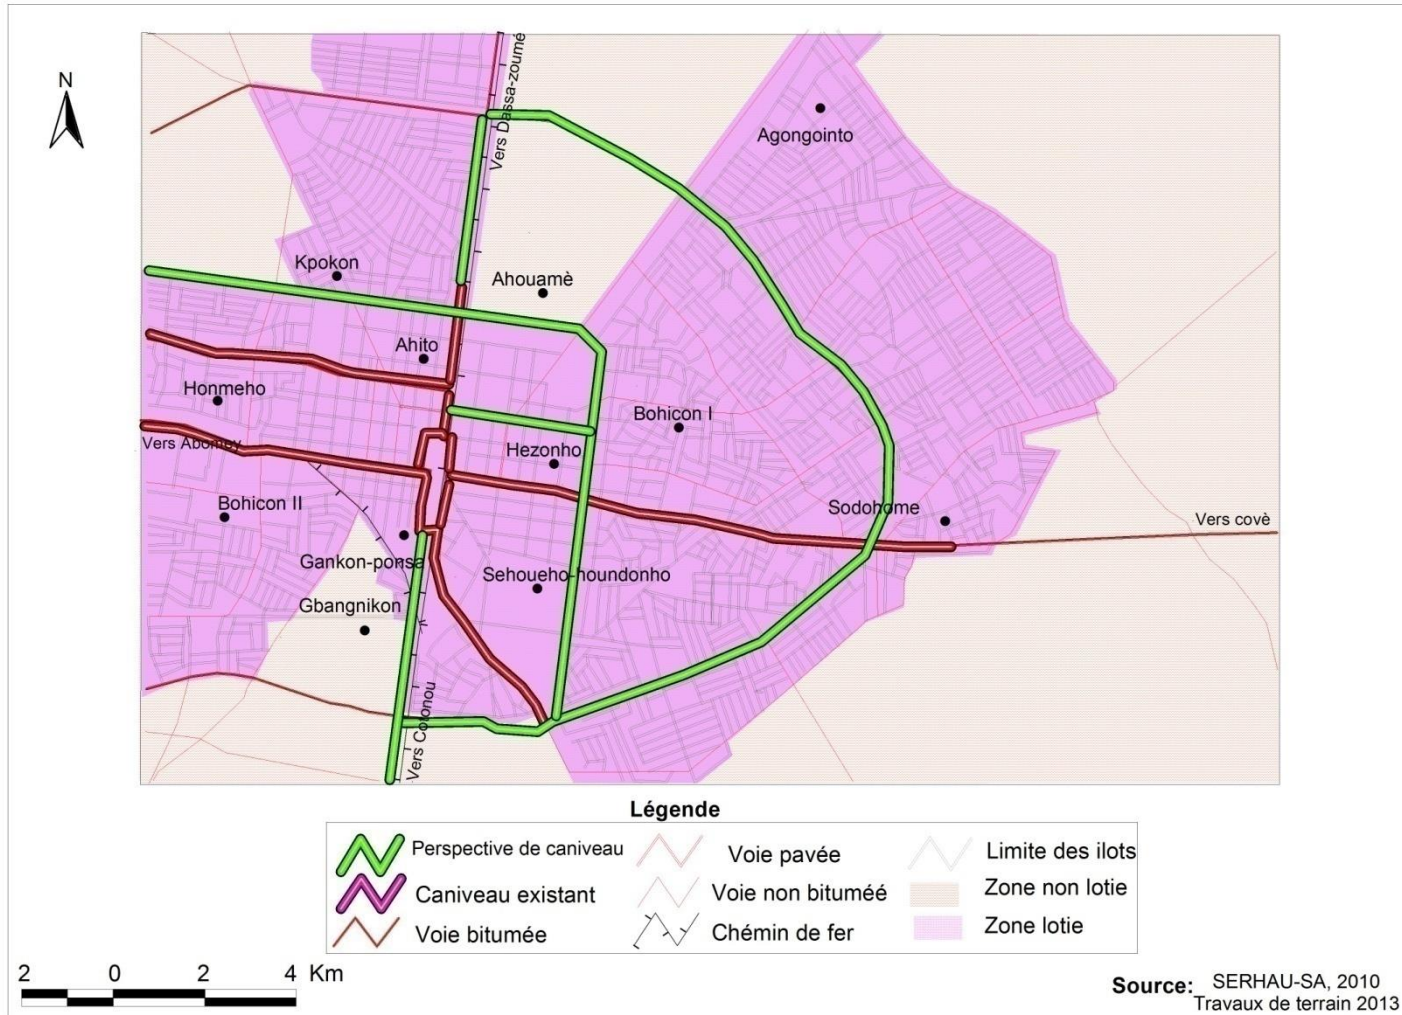 N
Vers Dassa-zoumé
Agongointo
Kpokon
Ahouamè
Ahito
Honmeho
Bohicon I
Vers Abomey
Hezonho
Bohicon II
Sodohome
Vers covè
Gankon-ponsa
Sehoueho-houndonho
Gbangnikon
Vers Cotonou
Légende
Perspective de caniveau
Voie pavée
Limite des ilots
Caniveau existant
Voie non bituméé
Zone non lotie
Voie bitumée
Chémin de fer
Zone lotie
2 0 2 4 Km
Source: SERHAU-SA, 2010
Travaux de terrain 2013